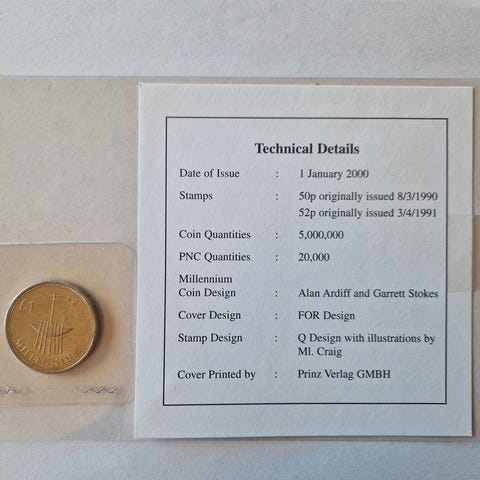 Technical Details
Date of Issue : 1 January 2000
Stamps : 50p originally issued 8/3/1990
52p originally issued 3/4/1991
Coin Quantities : 5,000,000
PNC Quantities : 20,000
Millennium
Coin Design : Alan Ardiff and Garrett Stokes
Cover Design : FOR Design
Stamp Design : Q Design with illustrations by
Ml. Craig
Cover Printed by : Prinz Verlag GMBH
£1
MILLENNIUM